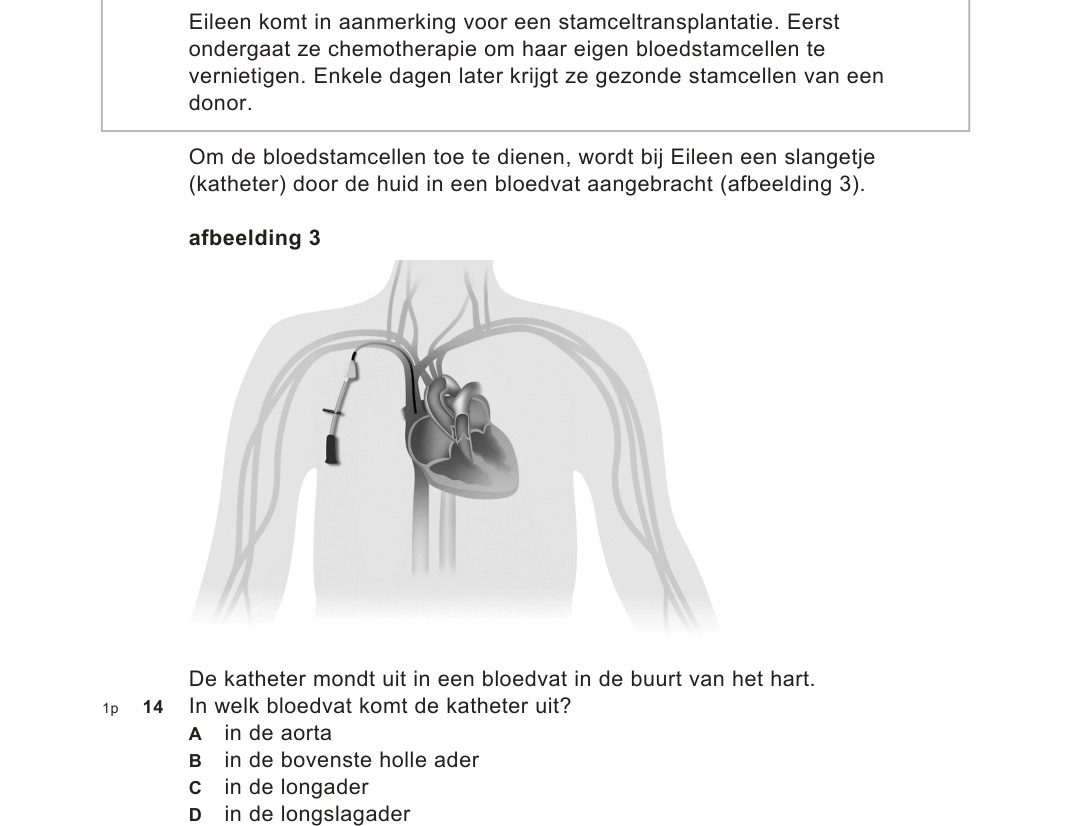 Eileen komt in aanmerking voor een stamceltransplantatie. Eerst
ondergaat ze chemotherapie om haar eigen bloedstamcellen te
vernietigen. Enkele dagen later krijgt ze gezonde stamcellen van een
donor.
Om de bloedstamcellen toe te dienen, wordt bij Eileen een slangetje
(katheter) door de huid in een bloedvat aangebracht (afbeelding 3).
afbeelding 3
De katheter mondt uit in een bloedvat in de buurt van het hart.
1p 14 In welk bloedvat komt de katheter uit?
A in de aorta
B in de bovenste holle ader
C in de longader
D in de longslagader